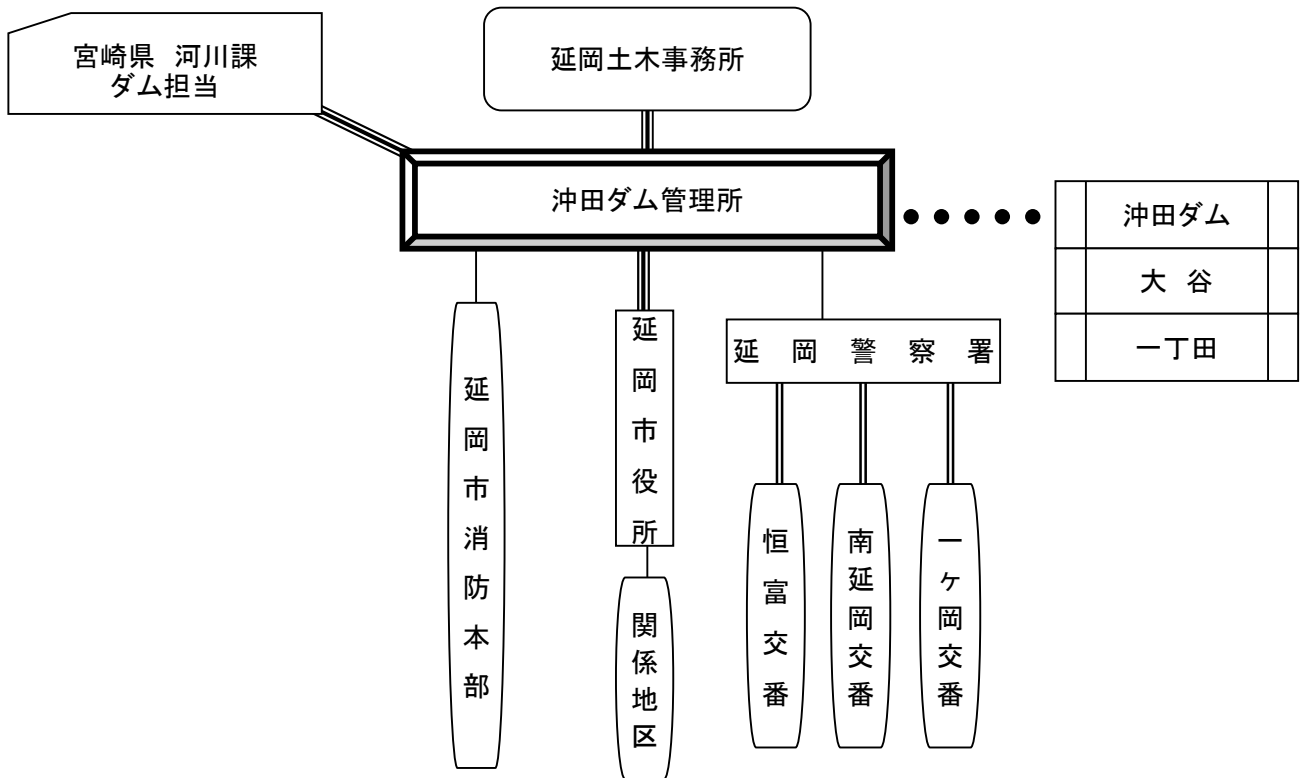 宮崎県 河川課
ダム担当
延岡土木事務所
沖田ダム管理所
沖田ダム
大 谷
一丁田
延岡市消防本部
延岡市役所
関係地区
延岡警察署
恒富交番
南延岡交番
一ヶ岡交番